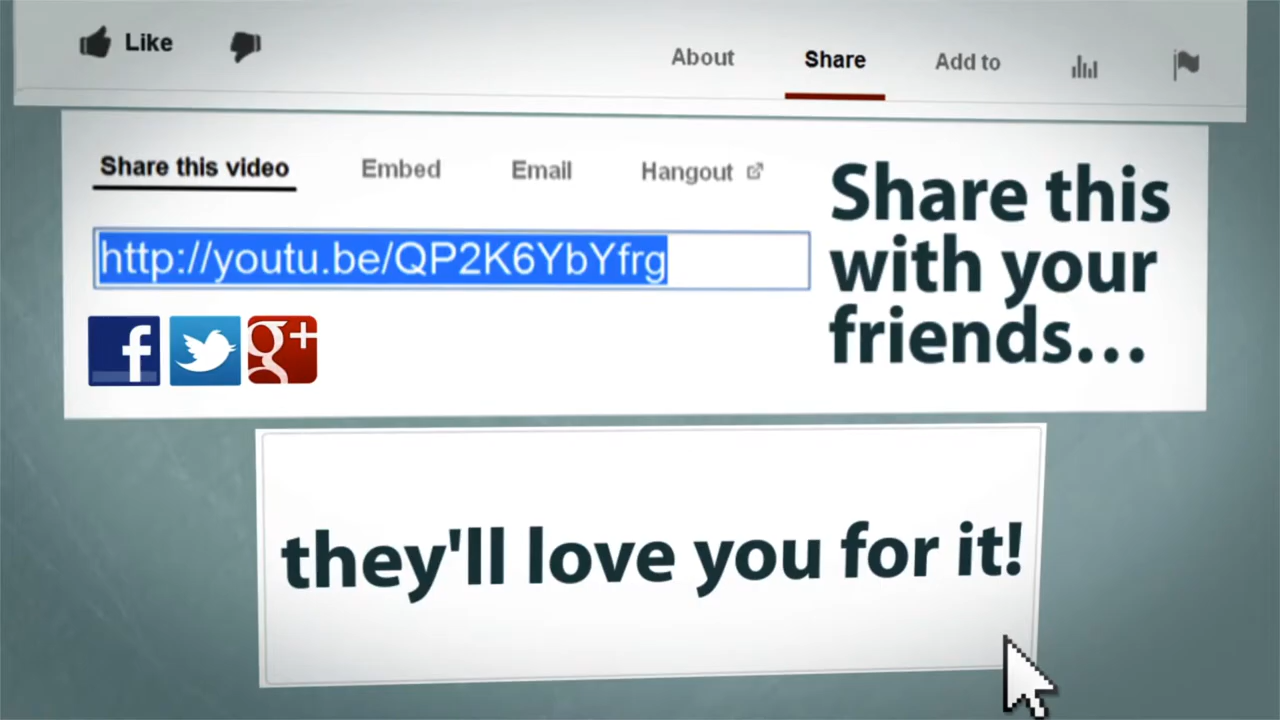 Like
About Share Add to
Share this video Embed Email Hangout
http://youtu.be/QP2K6YbYfrg
f g+
Share this
with your
friends...
they'll love you for it!